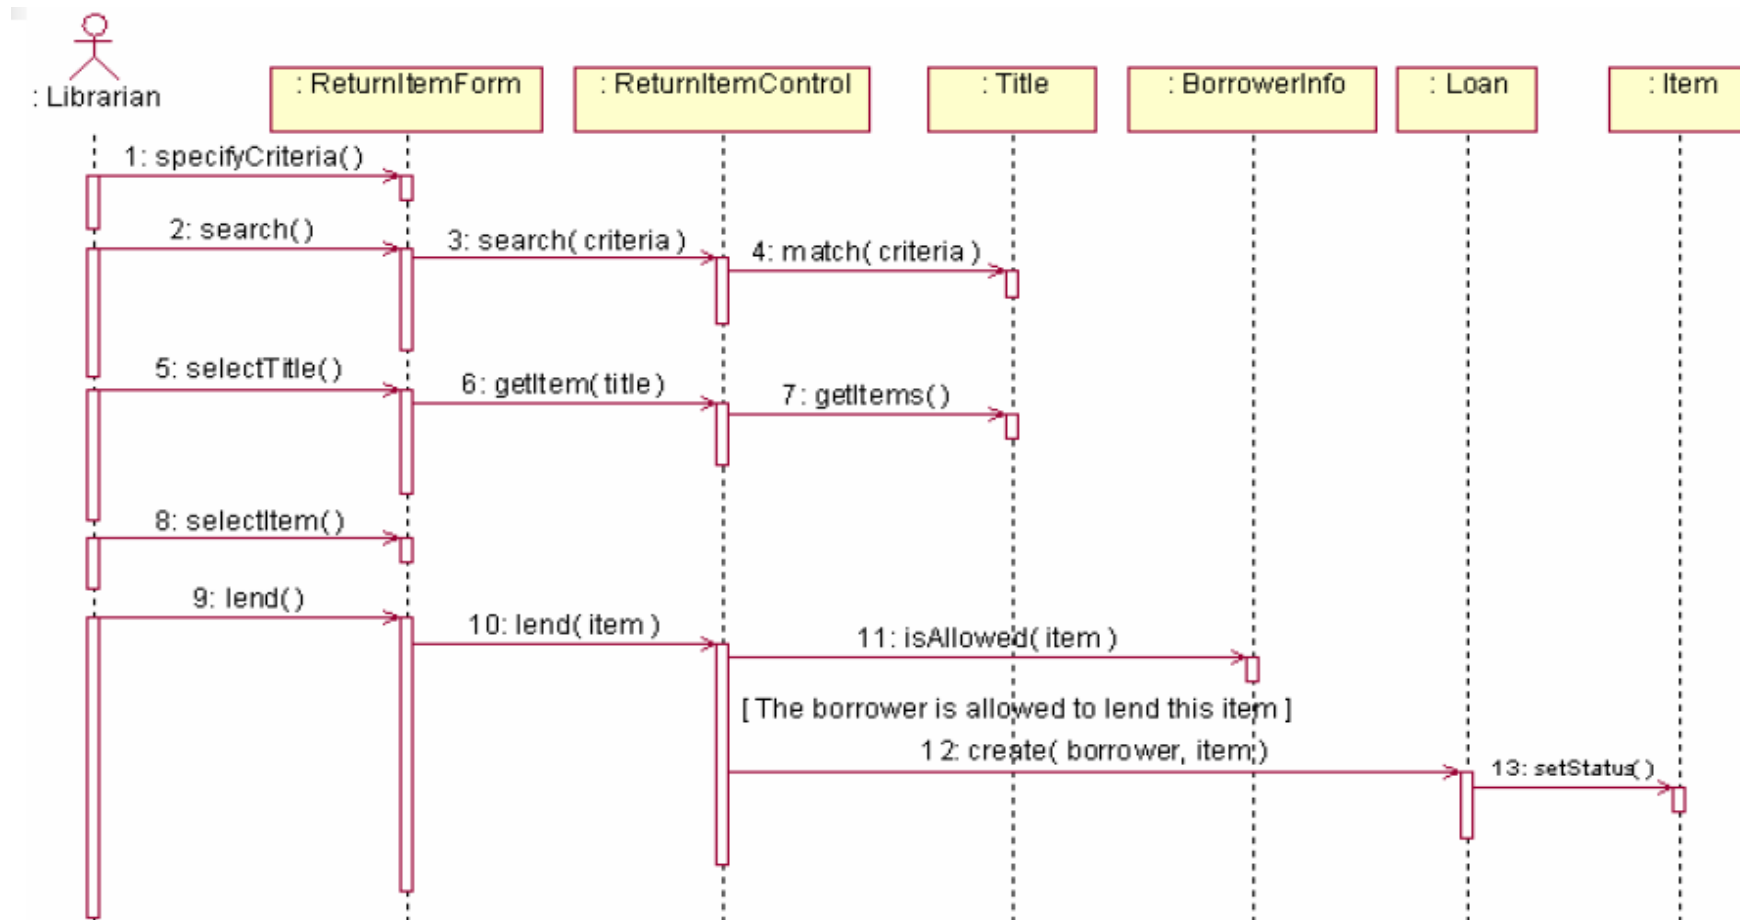 : Librarian
: ReturnItemForm
: ReturnItemControl
: Title
: BorrowerInfo
: Loan
: Item
1: specifyCriteria()
2: search()
3: search( criteria )
4: match( criteria )
5: selectTitle()
6: getItem( title )
7: getItems()
8: selectItem()
9: lend()
10: lend( item )
11: isAllowed( item )
[ The borrower is allowed to lend this item ]
12: create( borrower, item )
13: setStatus()